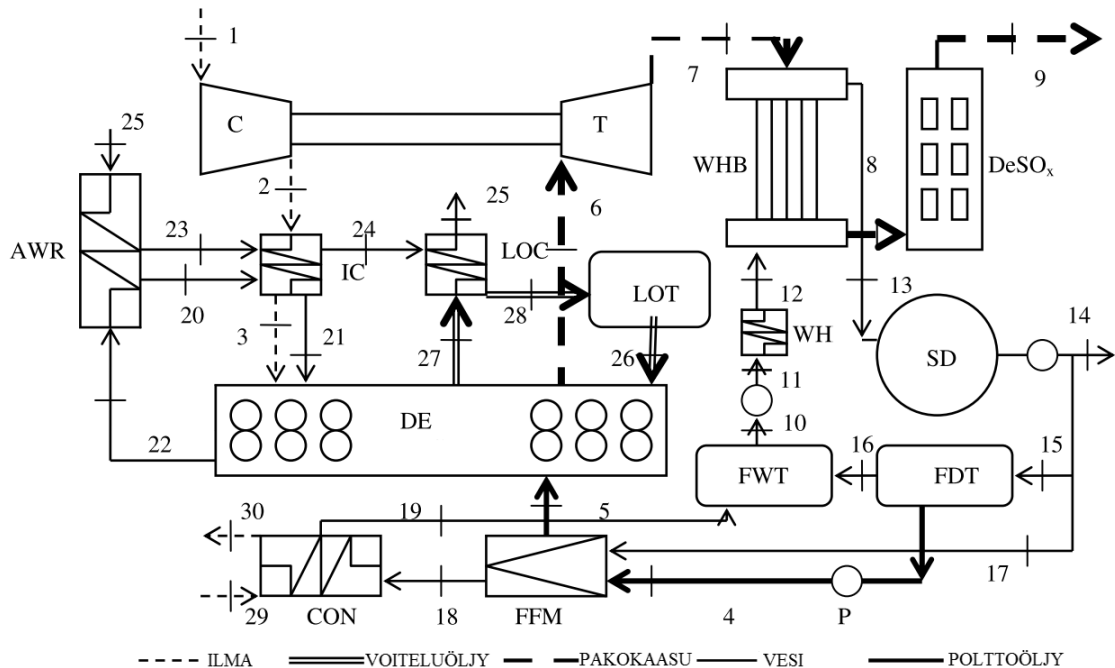 1
7
9
25
C
T
WHB
8
DeSOₓ
2
25
6
AWR
23
24
LOC
IC
LOT
20
28
12
13
14
3
21
27
26
WH
SD
11
DE
10
22
16
15
FWT
FDT
30
19
5
17
29
CON
18
FFM
4
P
ILMA
VOITELUÖLJY
PAKOKAASU
VESI
POLTTOÖLJY